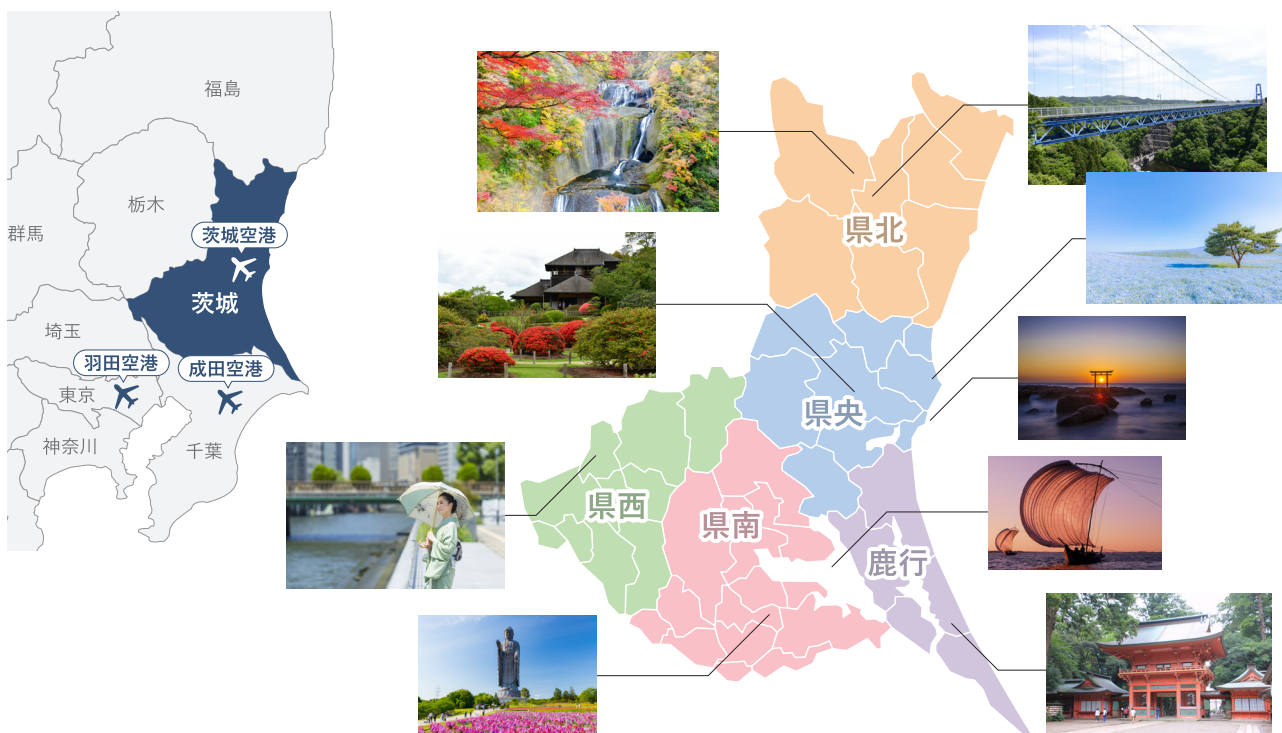 福島
栃木
群馬
茨城空港
茨城
埼玉
羽田空港
成田空港
東京
神奈川
千葉
県北
県央
県西
県南
鹿行